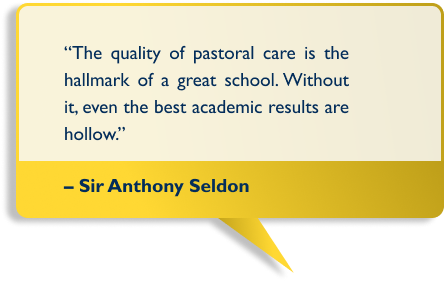 “The quality of pastoral care is the
hallmark of a great school. Without
it, even the best academic results are
hollow.”
– Sir Anthony Seldon